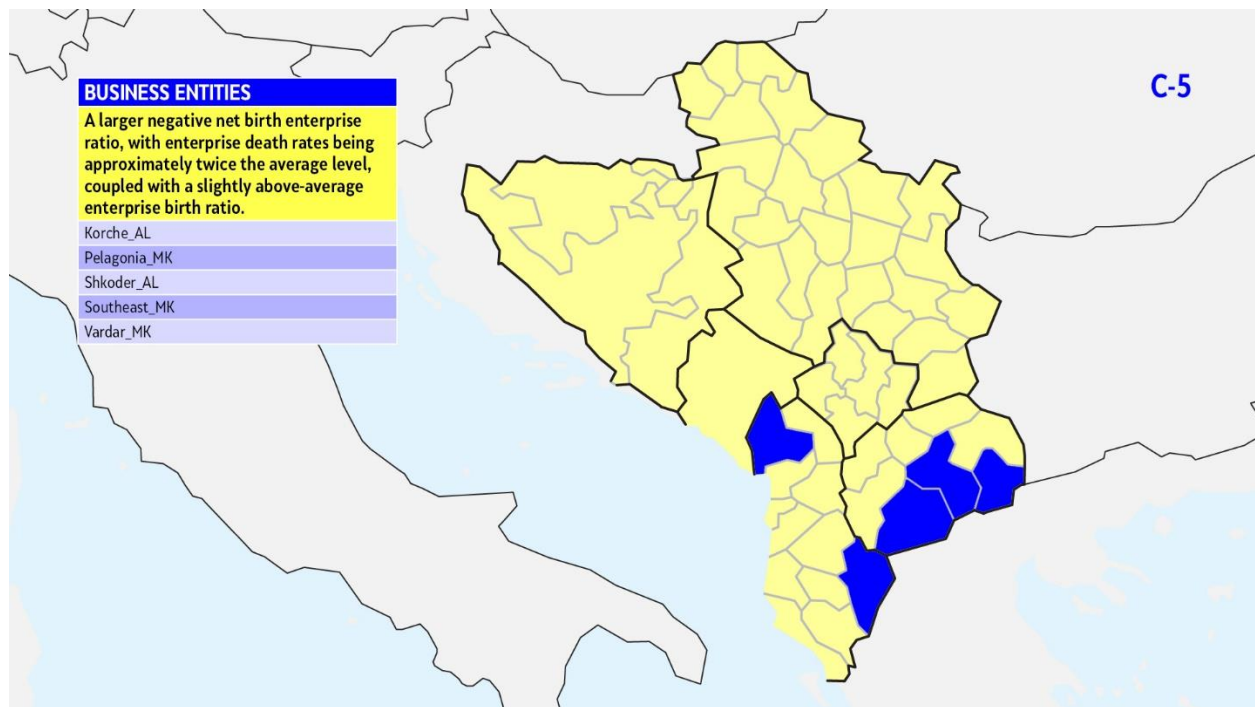 BUSINESS ENTITIES
A larger negative net birth enterprise
ratio, with enterprise death rates being
approximately twice the average level,
coupled with a slightly above-average
enterprise birth ratio.
Korche_AL
Pelagonia_MK
Shkoder_AL
Southeast_MK
Vardar_MK
C-5